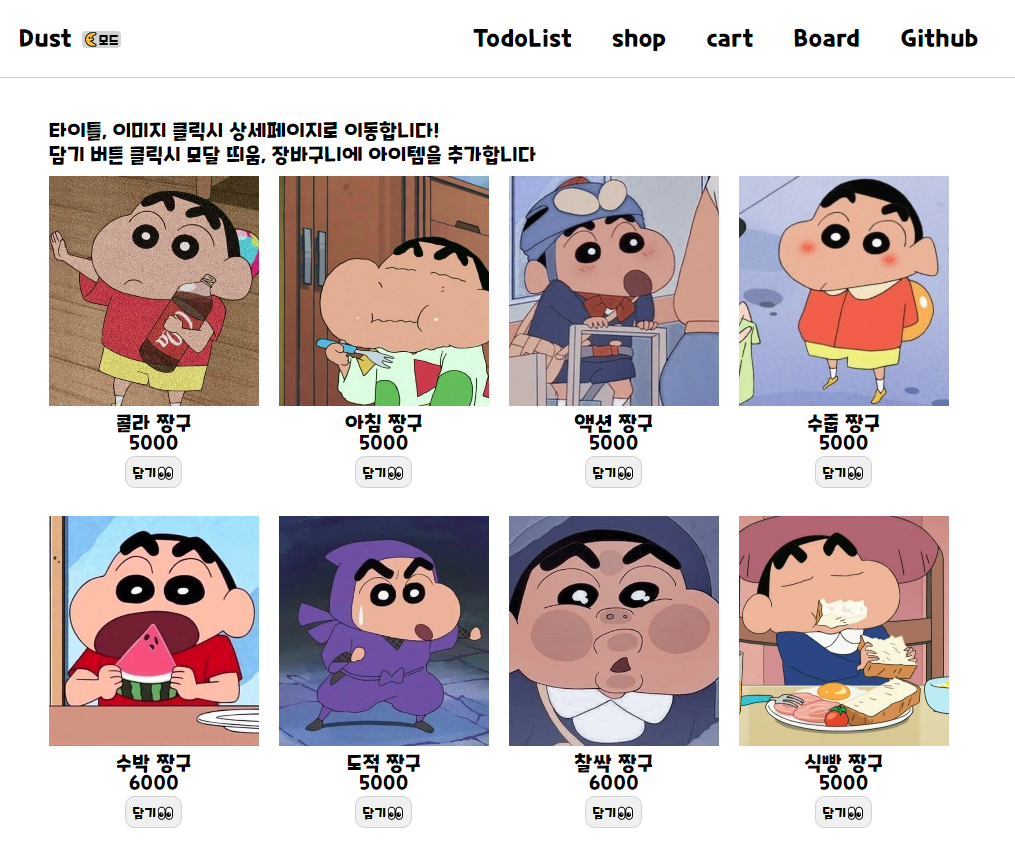 Dust 🌜모드 TodoList shop cart Board Github
타이틀, 이미지 클릭시 상세페이지로 이동합니다!
담기 버튼 클릭시 모달 띄움, 장바구니에 아이템을 추가합니다
콜라 짱구 아침 짱구 액션 짱구 수줍 짱구
5000 5000 5000 5000
담기👀 담기👀 담기👀 담기👀
수박 짱구 도적 짱구 찰싹 짱구 식빵 짱구
6000 5000 6000 5000
담기👀 담기👀 담기👀 담기👀